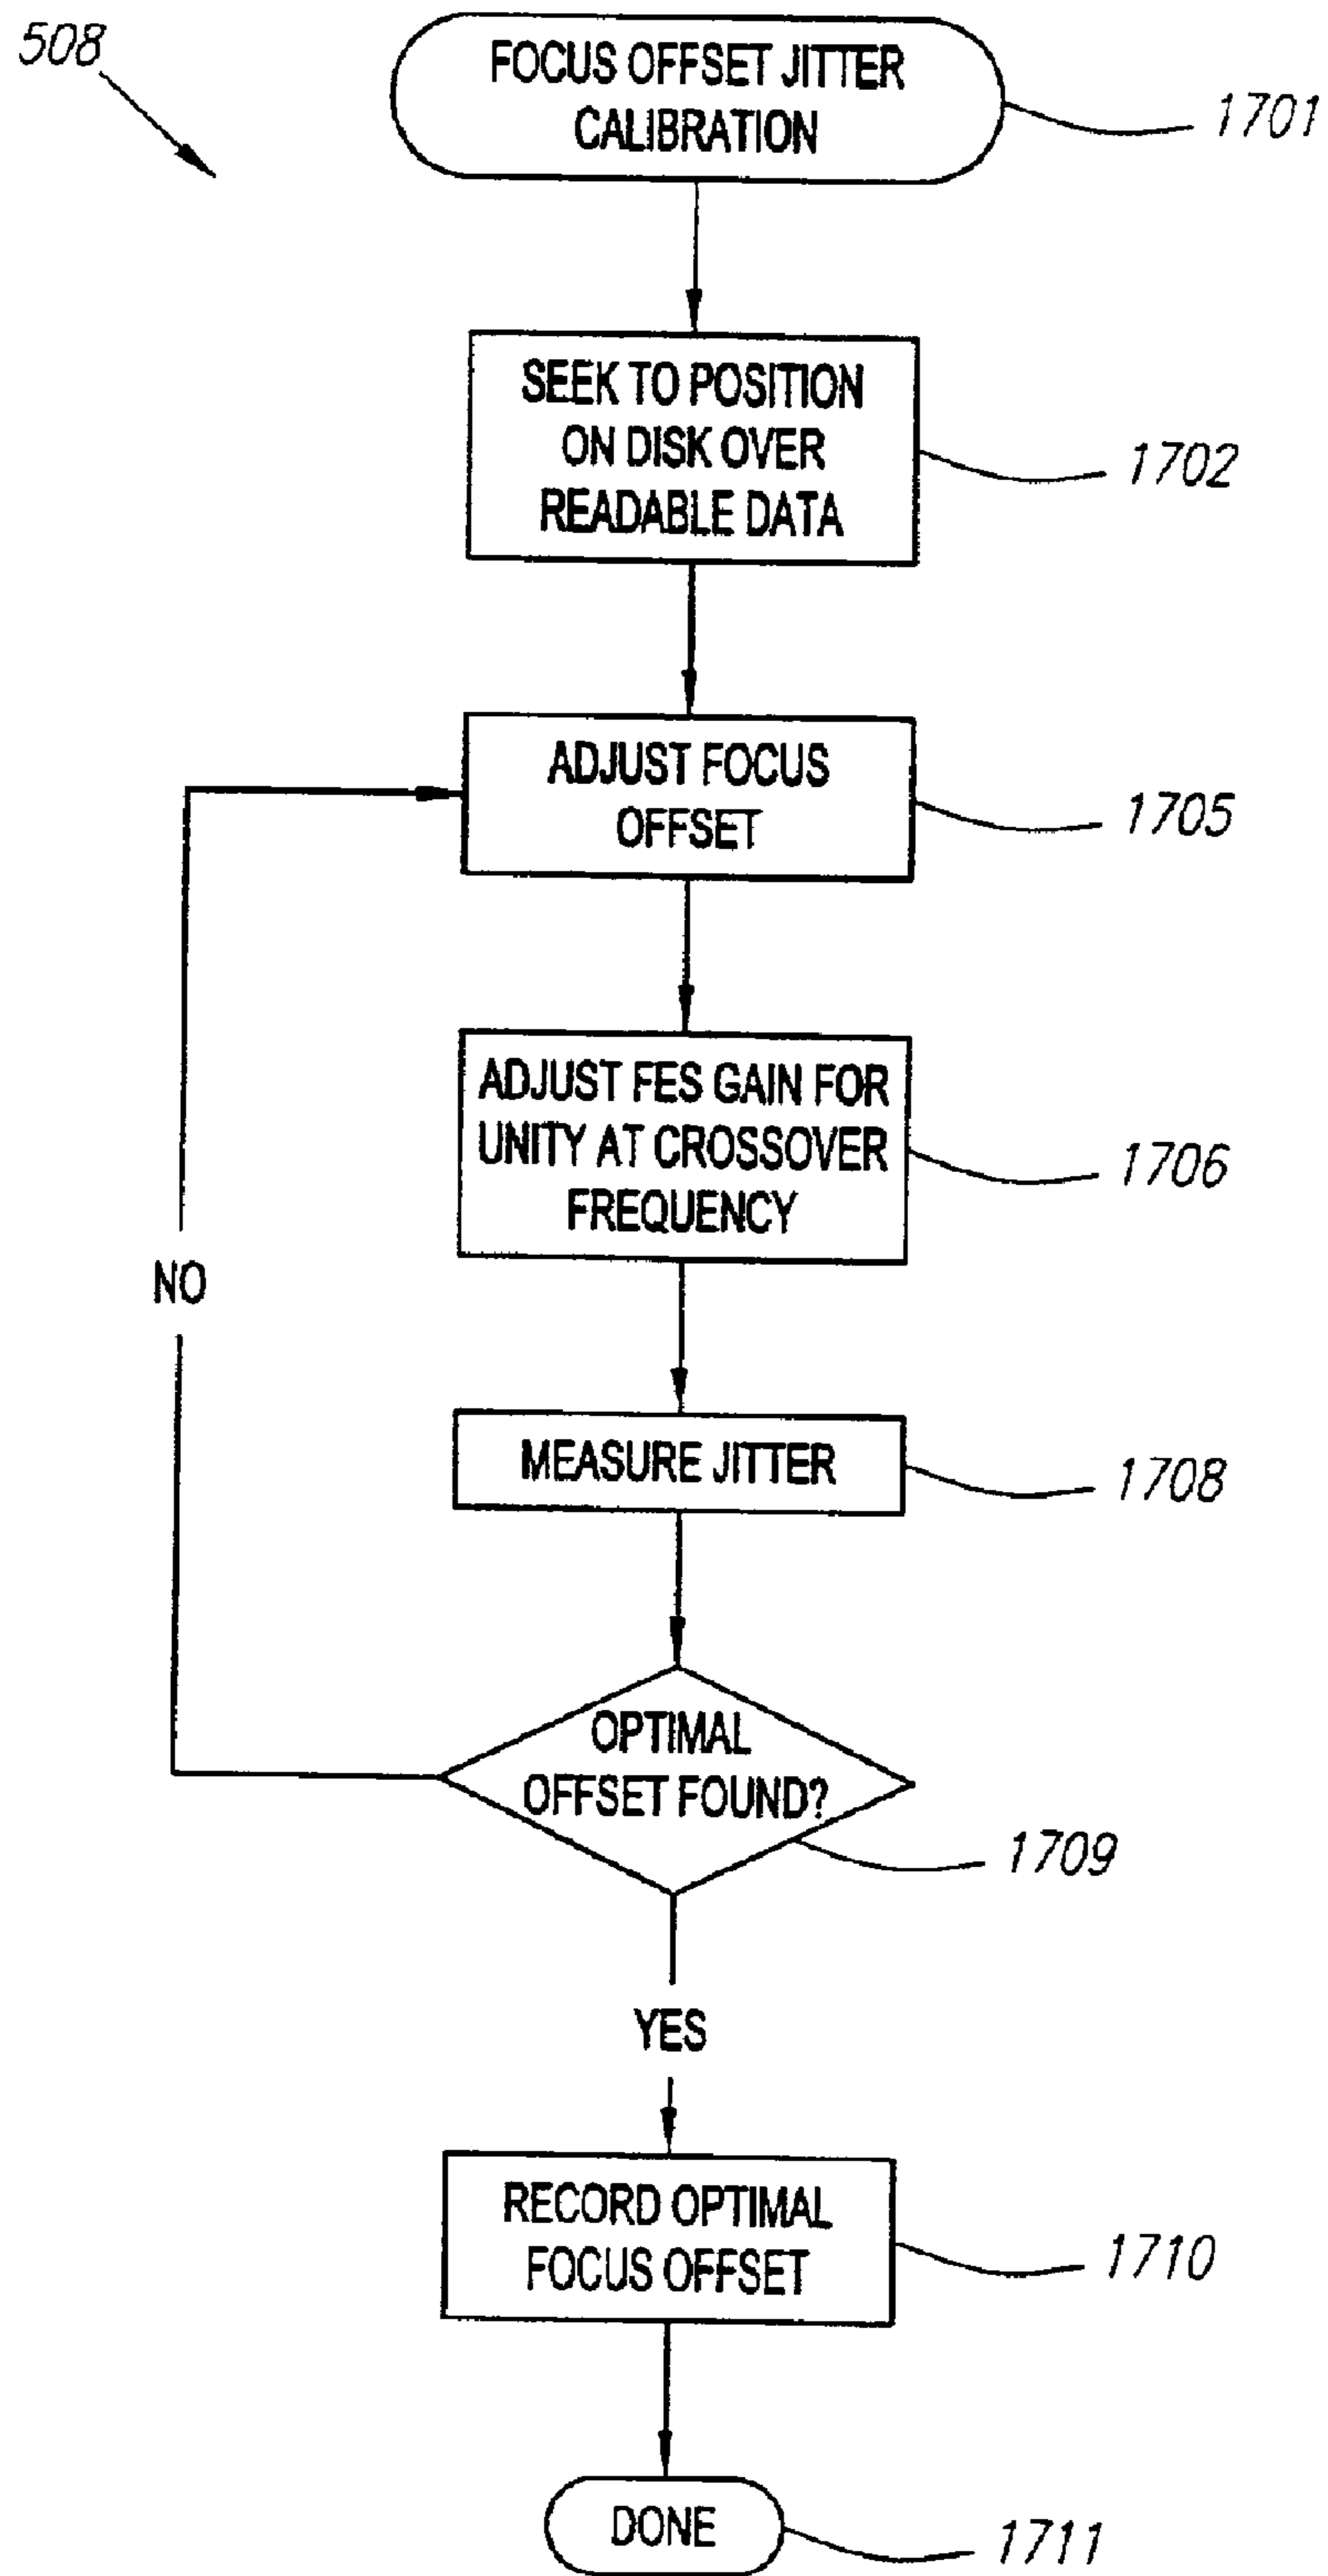 508
FOCUS OFFSET JITTER
CALIBRATION
1701
SEEK TO POSITION
ON DISK OVER
READABLE DATA
1702
ADJUST FOCUS
OFFSET
1705
ADJUST FES GAIN FOR
UNITY AT CROSSOVER
FREQUENCY
1706
NO
MEASURE JITTER
1708
OPTIMAL
OFFSET FOUND?
1709
YES
RECORD OPTIMAL
FOCUS OFFSET
1710
DONE
1711